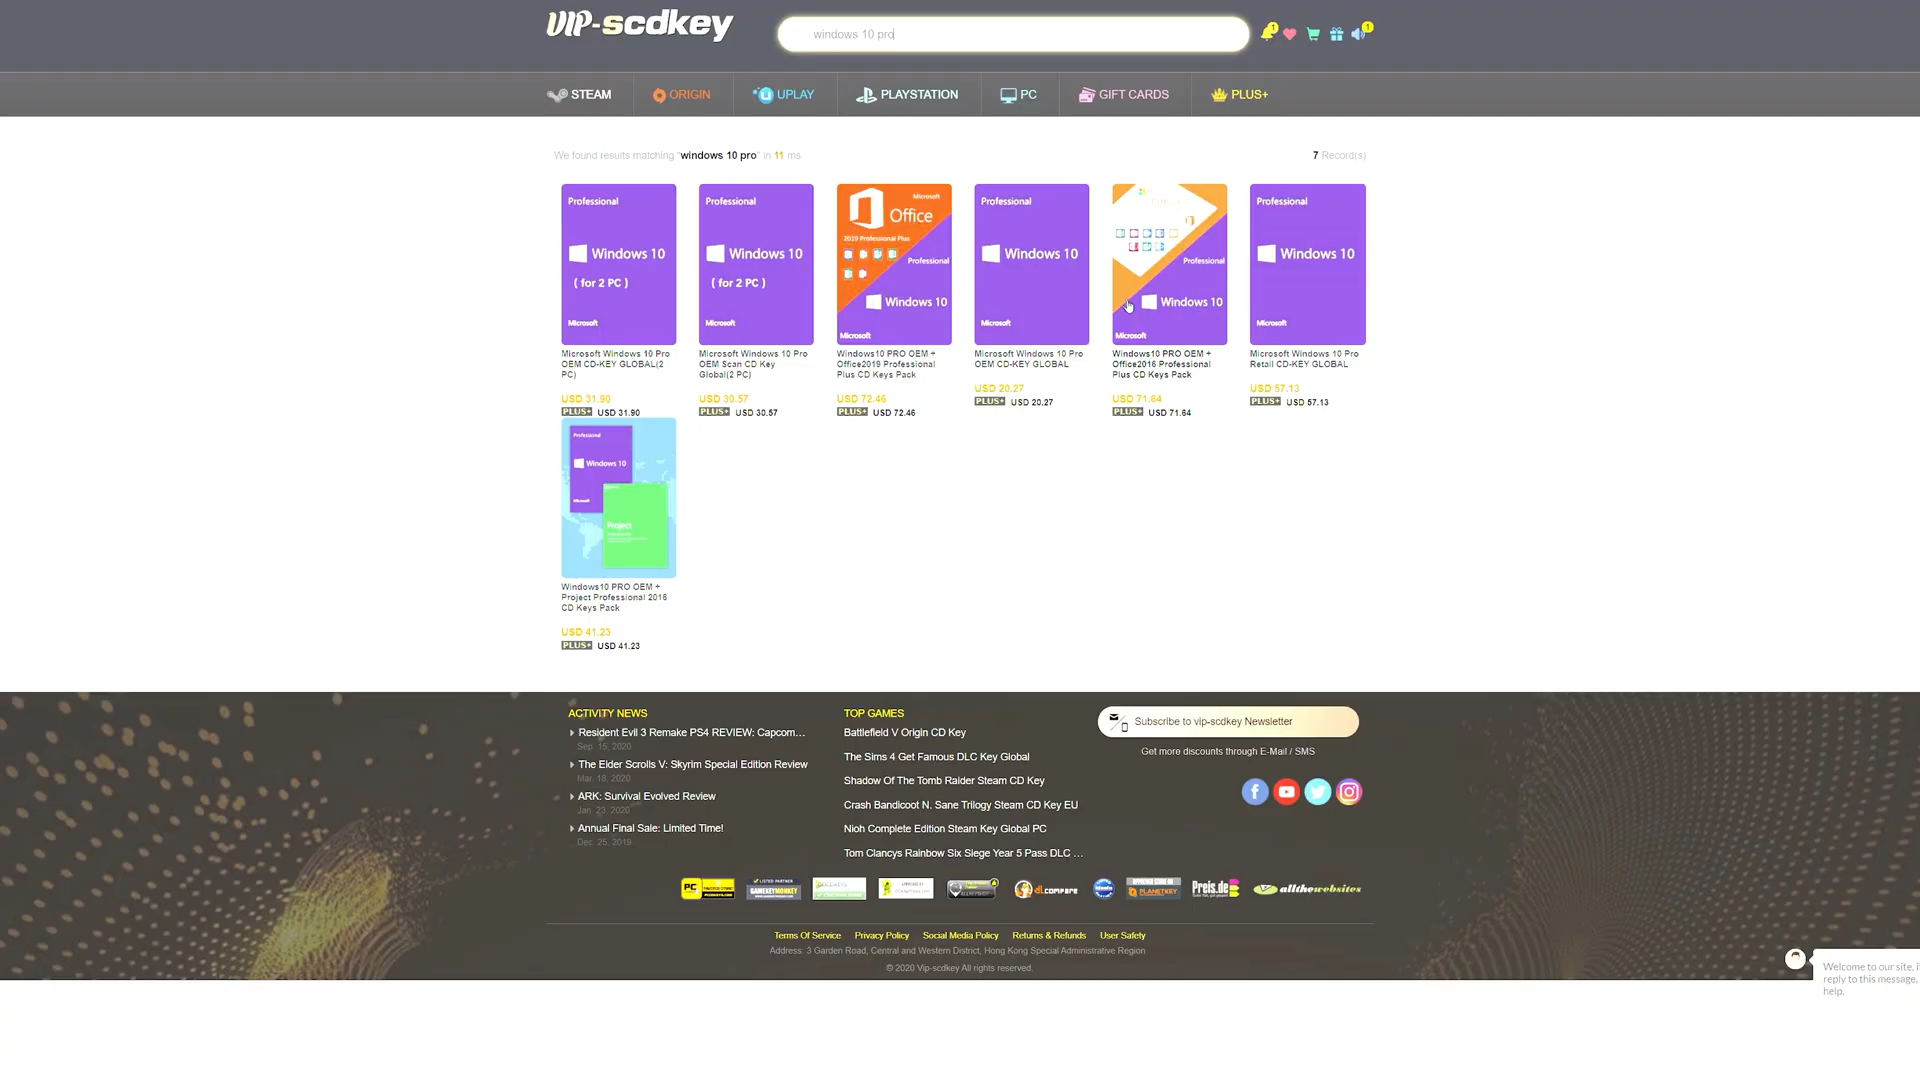 VIP-scdkey
windows 10 pro
1
1
STEAM
ORIGIN
UPLAY
PLAYSTATION
PC
GIFT CARDS
PLUS+
We found results matching "windows 10 pro" in 11 ms
7 Record(s)
Professional
Windows 10
( for 2 PC )
Microsoft
Microsoft Windows 10 Pro
OEM CD-KEY GLOBAL(2
PC)
USD 31.90
PLUS+ USD 31.90
Professional
Windows 10
( for 2 PC )
Microsoft
Microsoft Windows 10 Pro
OEM Scan CD Key
Global(2 PC)
USD 30.57
PLUS+ USD 30.57
Microsoft
Office
2019 Professional Plus
Professional
Windows 10
Microsoft
Windows10 PRO OEM +
Office2019 Professional
Plus CD Keys Pack
USD 72.46
PLUS+ USD 72.46
Professional
Windows 10
Microsoft
Microsoft Windows 10 Pro
OEM CD-KEY GLOBAL
USD 20.27
PLUS+ USD 20.27
Professional
Windows 10
Microsoft
Windows10 PRO OEM +
Office2016 Professional
Plus CD Keys Pack
USD 71.64
PLUS+ USD 71.64
Professional
Windows 10
Microsoft Windows 10 Pro
Retail CD-KEY GLOBAL
USD 57.13
PLUS+ USD 57.13
Professional
Windows 10
Microsoft
Project
Windows10 PRO OEM +
Project Professional 2016
CD Keys Pack
USD 41.23
PLUS+ USD 41.23
ACTIVITY NEWS
Resident Evil 3 Remake PS4 REVIEW: Capcom...
Sep. 15, 2020
The Elder Scrolls V: Skyrim Special Edition Review
Mar. 18, 2020
ARK: Survival Evolved Review
Jan. 23, 2020
Annual Final Sale: Limited Time!
Dec. 25, 2019
TOP GAMES
Battlefield V Origin CD Key
The Sims 4 Get Famous DLC Key Global
Shadow Of The Tomb Raider Steam CD Key
Crash Bandicoot N. Sane Trilogy Steam CD Key EU
Nioh Complete Edition Steam Key Global PC
Tom Clancys Rainbow Six Siege Year 5 Pass DLC ...
Subscribe to vip-scdkey Newsletter
Get more discounts through E-Mail / SMS
PC
GAMEKEYMONKEY
dlcompare
PLANETKEY
Preis.de
allthewebsites
Terms Of Service Privacy Policy Social Media Policy Returns & Refunds User Safety
Address: 3 Garden Road, Central and Western District, Hong Kong Special Administrative Region
© 2020 Vip-scdkey All rights reserved.
Welcome to our site, i
reply to this message,
help.